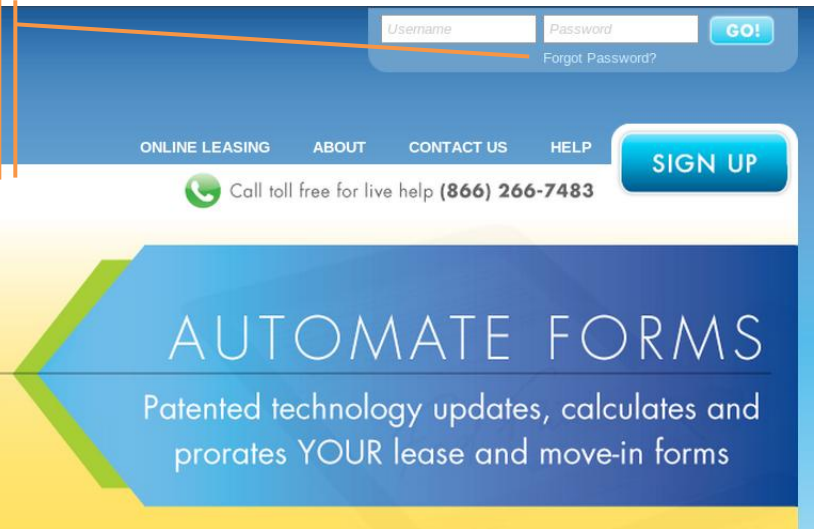 Username Password GO!
Forgot Password?
ONLINE LEASING ABOUT CONTACT US HELP
SIGN UP
Call toll free for live help (866) 266-7483
AUTOMATE FORMS
Patented technology updates, calculates and
prorates YOUR lease and move-in forms